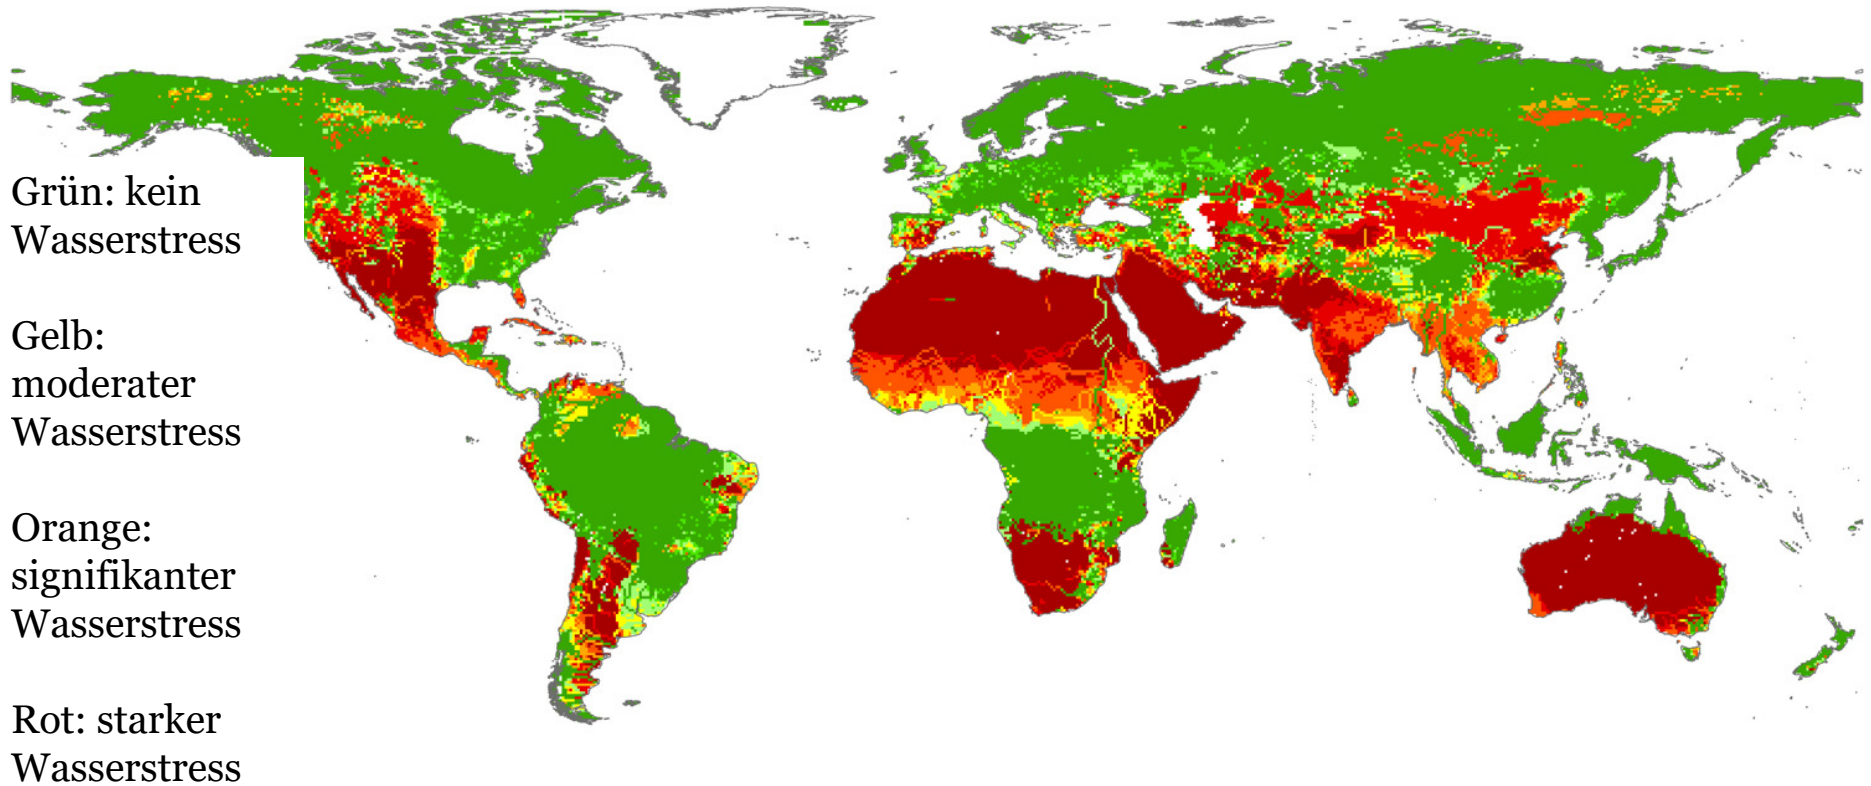 Grün: kein
Wasserstress
Gelb:
moderater
Wasserstress
Orange:
signifikanter
Wasserstress
Rot: starker
Wasserstress